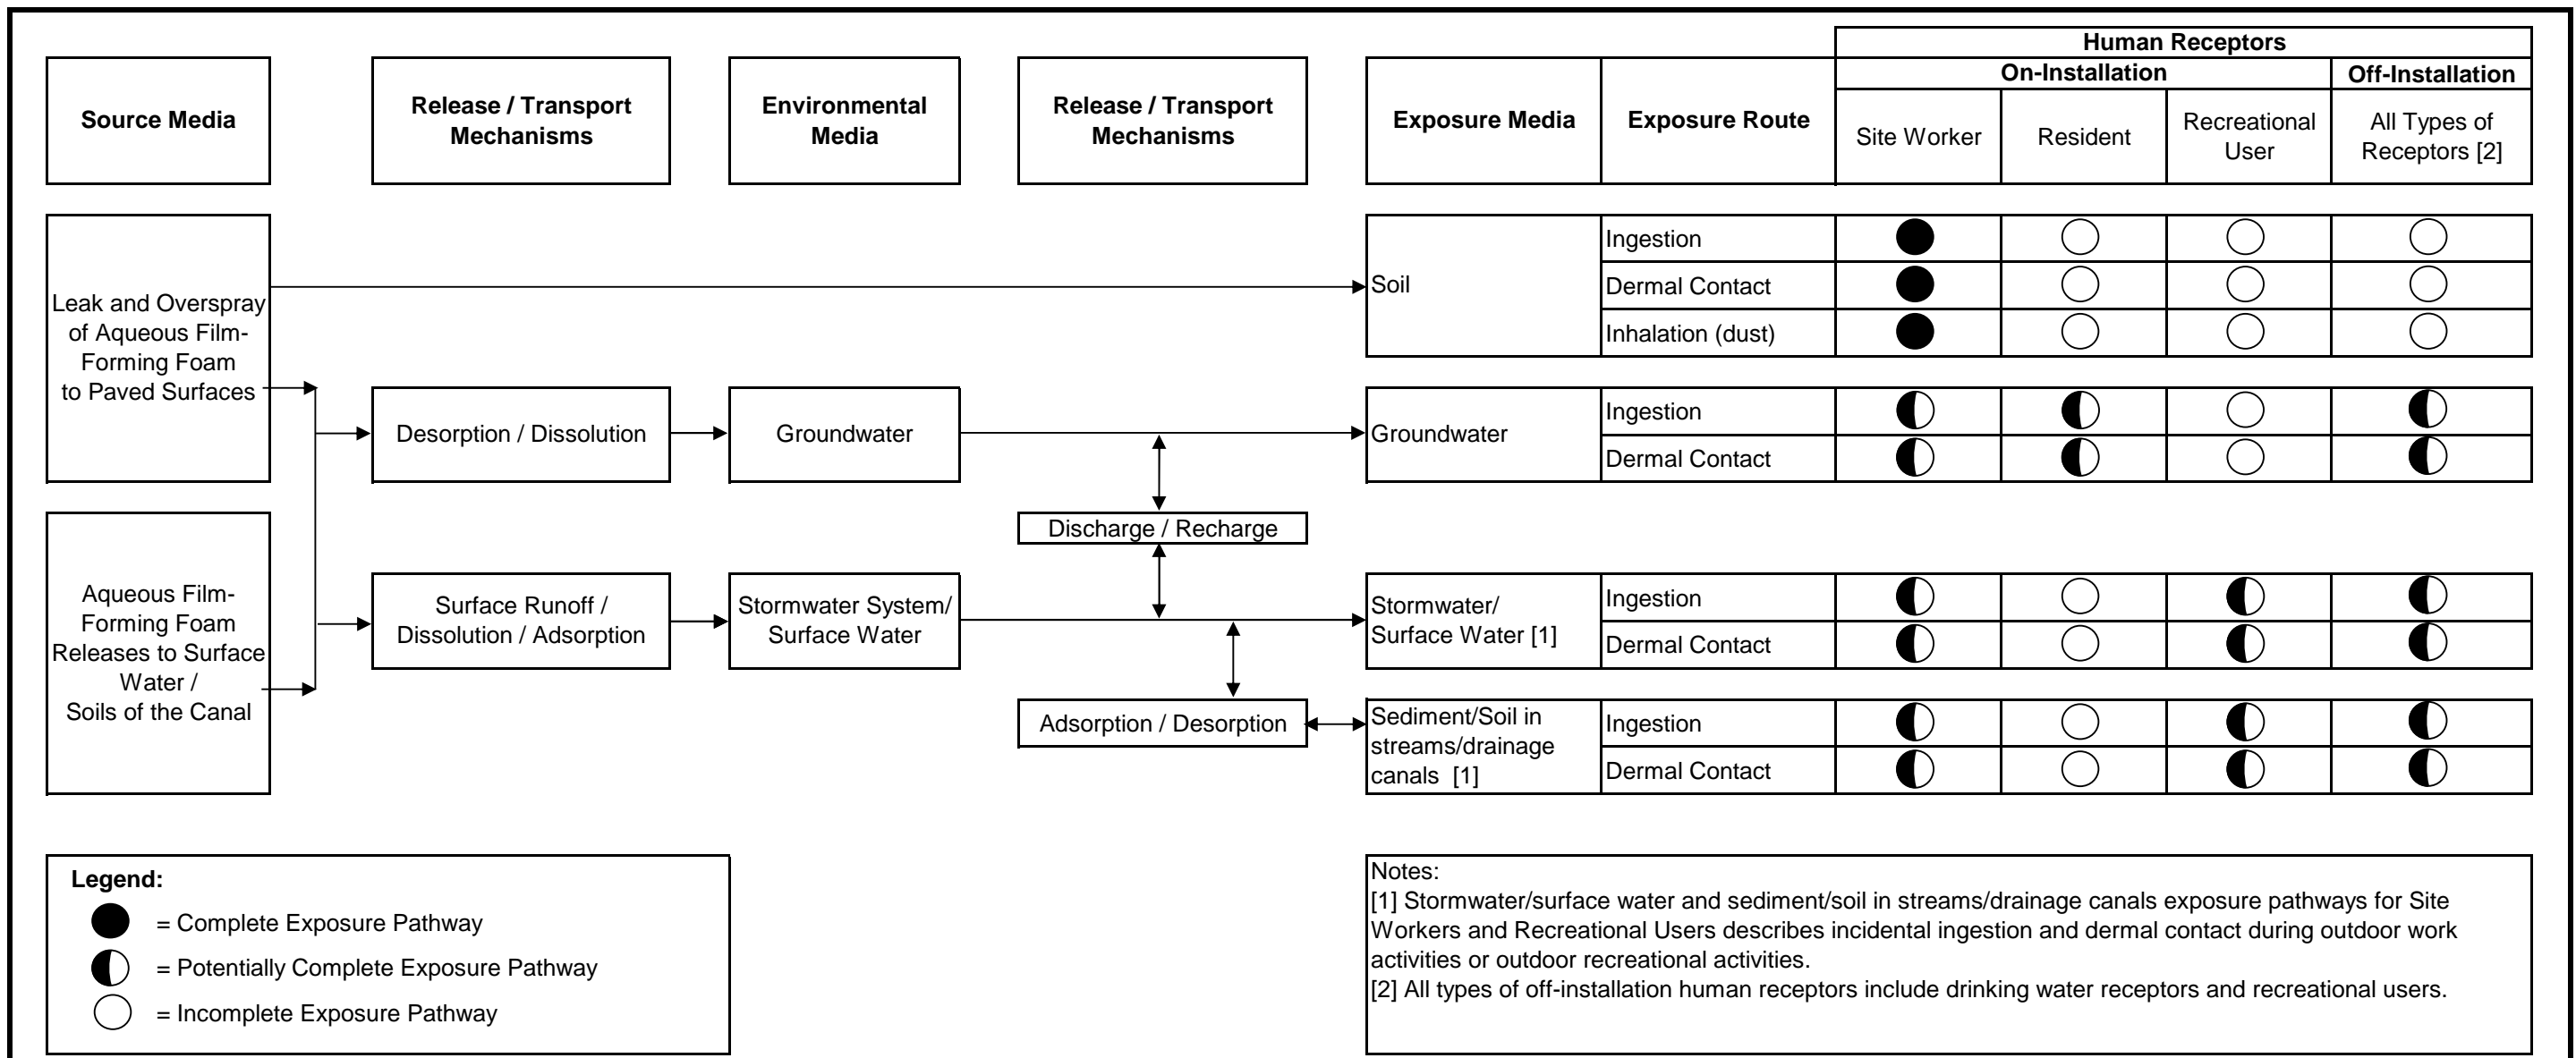 Human Receptors
On-Installation
Off-Installation
Source Media
Release / Transport
Mechanisms
Environmental
Media
Release / Transport
Mechanisms
Exposure Media
Exposure Route
Site Worker
Resident
Recreational
User
All Types of
Receptors [2]
Leak and Overspray
of Aqueous Film-
Forming Foam
to Paved Surfaces
Soil
Ingestion
Dermal Contact
Inhalation (dust)
Desorption / Dissolution
Groundwater
Groundwater
Ingestion
Dermal Contact
Discharge / Recharge
Aqueous Film-
Forming Foam
Releases to Surface
Water /
Soils of the Canal
Surface Runoff /
Dissolution / Adsorption
Stormwater System/
Surface Water
Stormwater/
Surface Water [1]
Ingestion
Dermal Contact
Adsorption / Desorption
Sediment/Soil in
streams/drainage
canals [1]
Ingestion
Dermal Contact
Legend:
= Complete Exposure Pathway
= Potentially Complete Exposure Pathway
= Incomplete Exposure Pathway
Notes:
[1] Stormwater/surface water and sediment/soil in streams/drainage canals exposure pathways for Site
Workers and Recreational Users describes incidental ingestion and dermal contact during outdoor work
activities or outdoor recreational activities.
[2] All types of off-installation human receptors include drinking water receptors and recreational users.